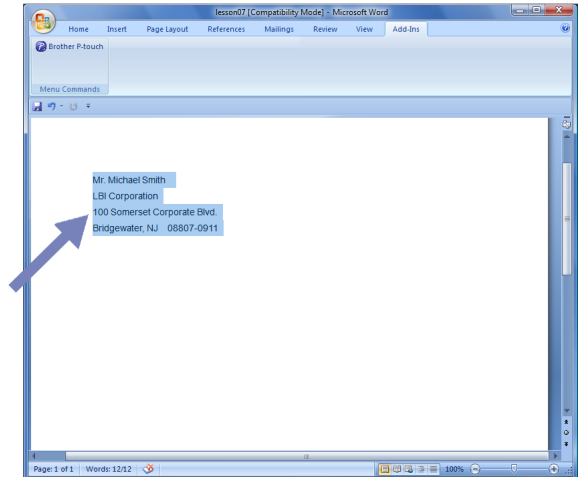 lesson07 [Compatibility Mode] - Microsoft Word
Home Insert Page Layout References Mailings Review View Add-Ins
Brother P-touch
Menu Commands
Mr. Michael Smith
LBI Corporation
100 Somerset Corporate Blvd.
Bridgewater, NJ 08807-0911
Page: 1 of 1 Words: 12/12 100%